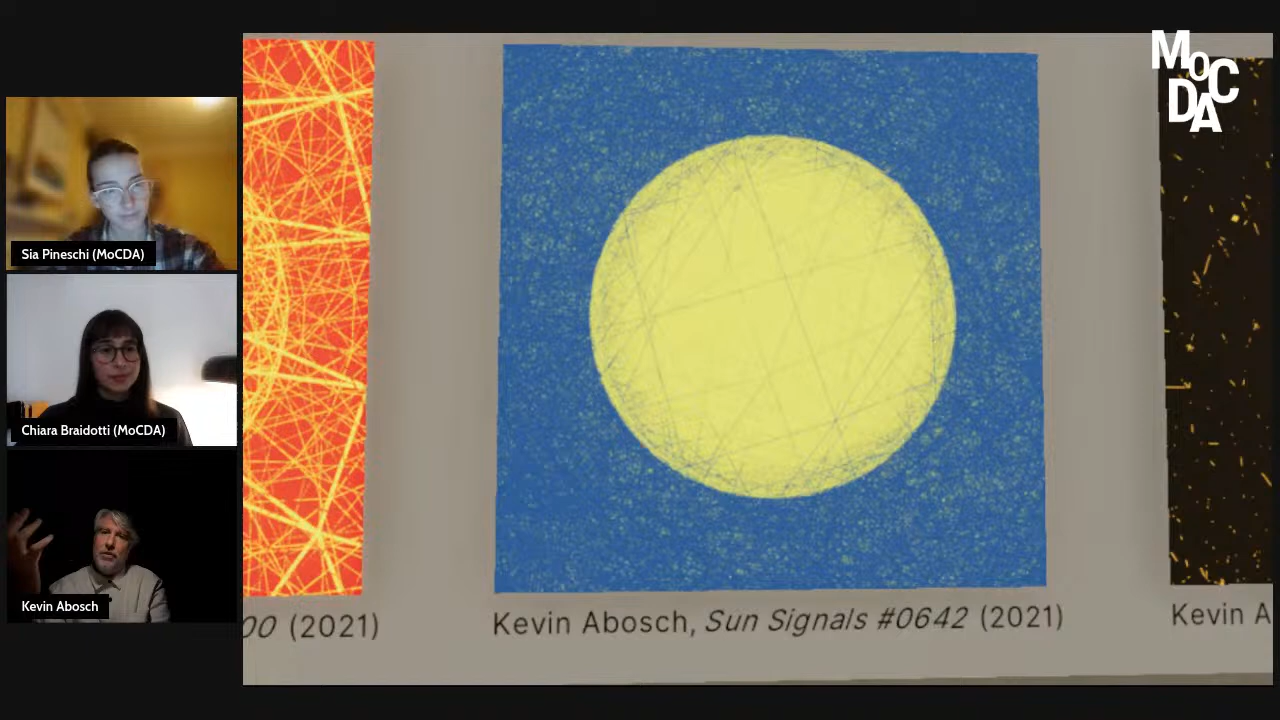 MoCDA
Sia Pineschi (MoCDA)
Chiara Braidotti (MoCDA)
Kevin Abosch
00 (2021)
Kevin Abosch, Sun Signals #0642 (2021)
Kevin A